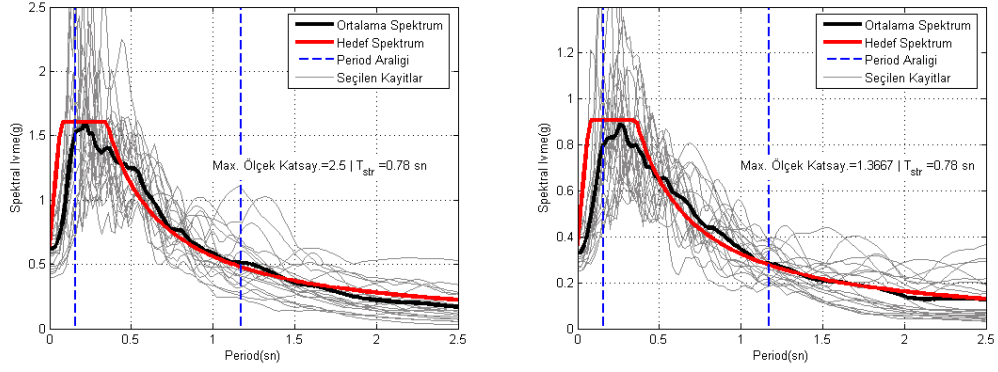 2.5
2
1.5
1
0.5
0
0
0.5
1
1.5
2
2.5
Spektral Ivme(g)
Period(sn)
Ortalama Spektrum
Hedef Spektrum
Period Araligi
Seçilen Kayitlar
Max. Ölçek Katsay.=2.5 | Tstr =0.78 sn
1.2
1
0.8
0.6
0.4
0.2
0
0
0.5
1
1.5
2
2.5
Spektral Ivme(g)
Period(sn)
Ortalama Spektrum
Hedef Spektrum
Period Araligi
Seçilen Kayitlar
Max. Ölçek Katsay.=1.3667 | Tstr =0.78 sn